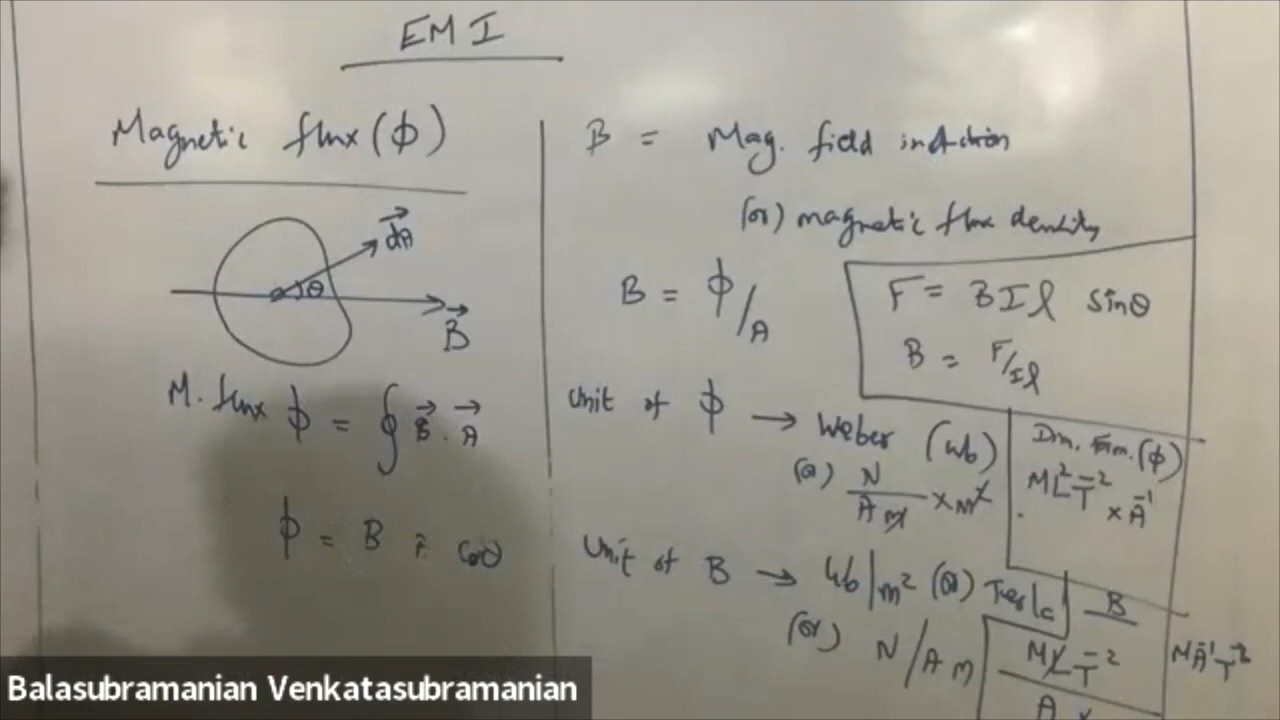 EMI
Magnetic flux (ϕ)
dA
θ
B
M. flux ϕ = ∮ B . A
ϕ = B A cosθ
B = Mag. field induction
(or) magnetic flux density
B = ϕ/A
F = BIl sinθ
B = F/Il
Unit of ϕ → Weber (wb)
(or) N/Am × m²
Dim. Form. (ϕ)
ML²T⁻² × A⁻¹
Unit of B → Wb/m² (or) Tesla
(or) N/Am
B
MLT⁻²
A ×
MA⁻¹T⁻²
Balasubramanian Venkatasubramanian